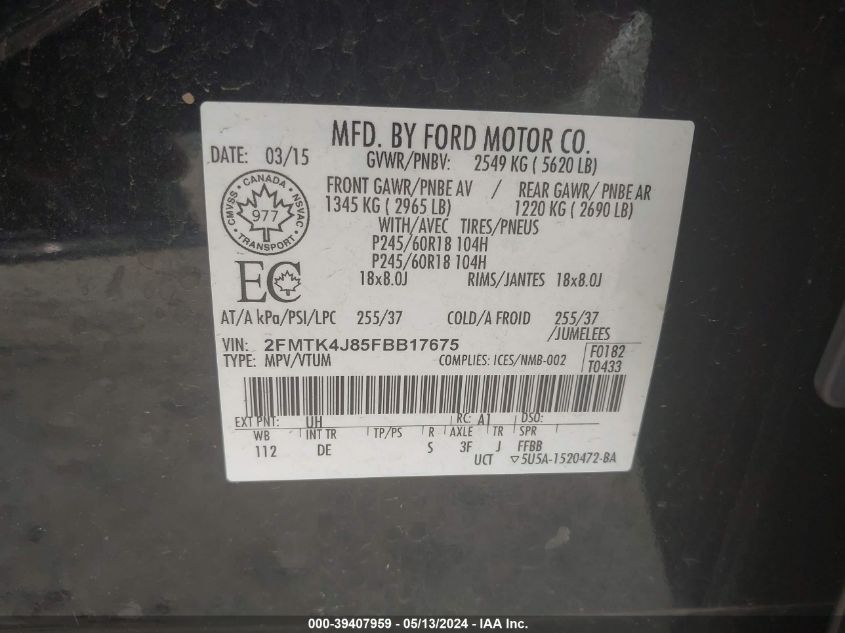 MFD. BY FORD MOTOR CO.
DATE: 03/15 GVWR/PNBV: 2549 KG ( 5620 LB)
FRONT GAWR/PNBE AV / REAR GAWR/ PNBE AR
1345 KG ( 2965 LB) 1220 KG ( 2690 LB)
WITH/AVEC TIRES/PNEUS
P245/60R18 104H
P245/60R18 104H
18x8.0J RIMS/JANTES 18x8.0J
CANADA
CMVSS NSVAC
977
TRANSPORT
EC
AT/A kPa/PSI/LPC 255/37 COLD/A FROID 255/37
/JUMELEES
VIN: 2FMTK4J85FBB17675
TYPE: MPV/VTUM COMPLIES: ICES/NMB-002
F0182
T0433
EXT PNT: UH RC: A1 DSO:
WB INT TR TP/PS R AXLE TR SPR
112 DE S 3F J FFBB
UCT ▽5U5A-1520472-BA
000-39407959 - 05/13/2024 - IAA Inc.